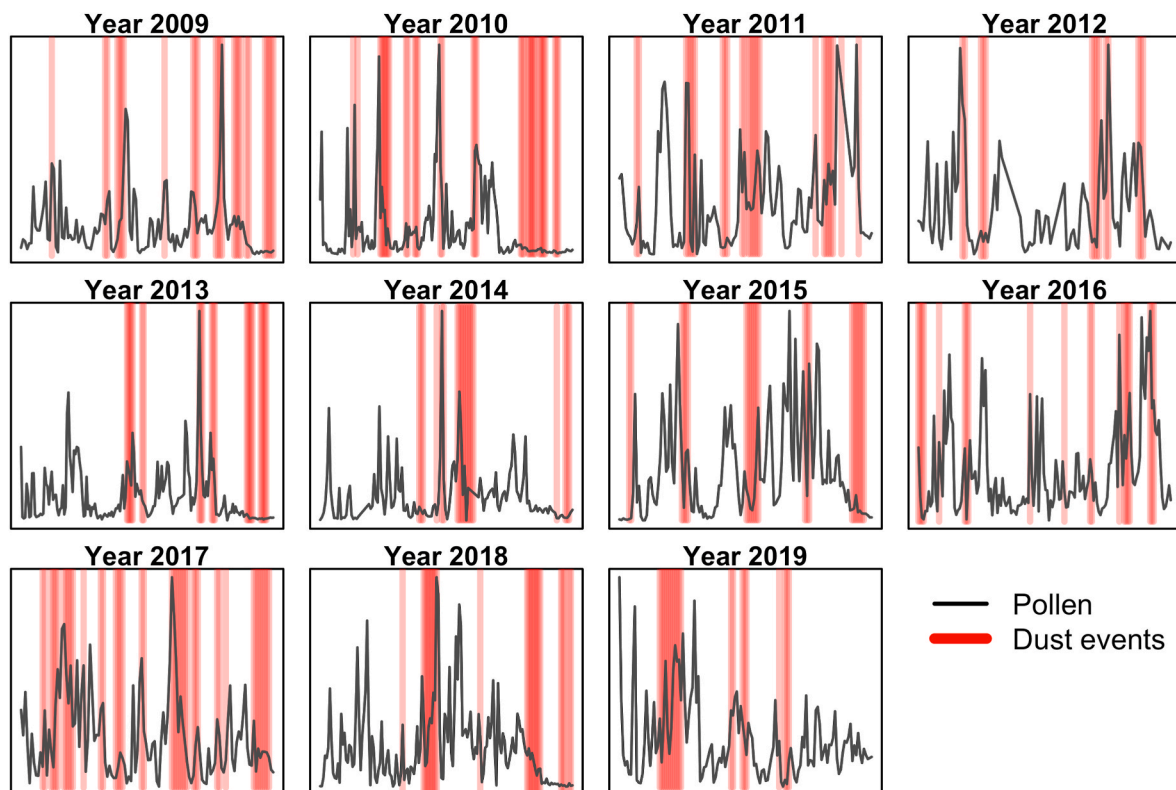 Year 2009
Year 2010
Year 2011
Year 2012
Year 2013
Year 2014
Year 2015
Year 2016
Year 2017
Year 2018
Year 2019
Pollen
Dust events